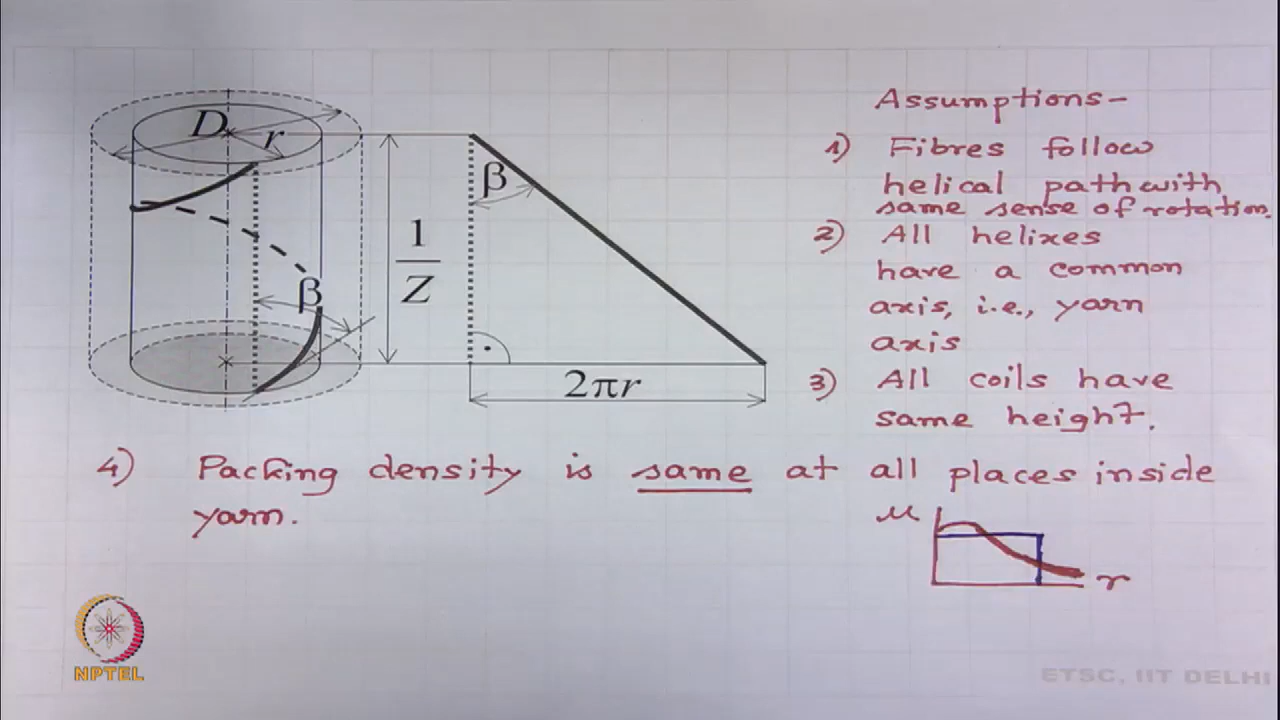 Assumptions-
1) Fibres follow
helical path with
same sense of rotation.
2) All helixes
have a common
axis, i.e., yarn
axis
3) All coils have
same height.
4) Packing density is same at all places inside
yarn.
D
r
β
1/Z
β
2πr
μ
r
NPTEL
ETSC, IIT DELHI